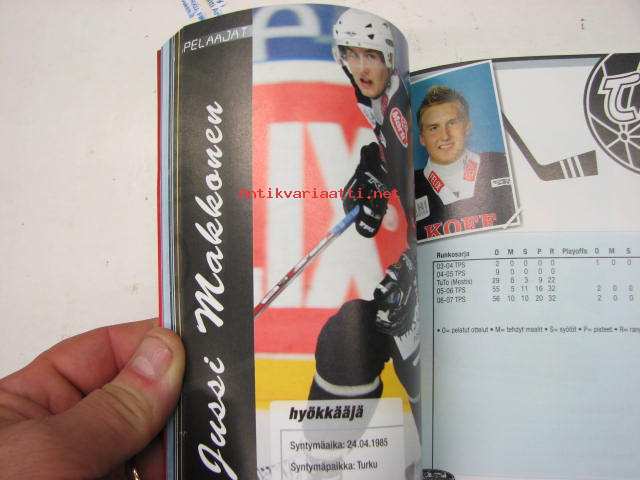 PELAAJAT
Jussi Makkonen
Antikvariaatti.net
hyökkääjä
Syntymäaika: 24.04.1985
Syntymäpaikka: Turku
KOFF
Runkosarja O M S P R Playoffs O M S
03-04 TPS 2 0 0 0 0 1 0 0
04-05 TPS 9 0 0 0 0
TuTo (Mestis) 29 6 3 9 22
05-06 TPS 55 5 11 16 32 2 0 0
06-07 TPS 56 10 10 20 32 2 0 0
• O= pelatut ottelut • M= tehdyt maalit • S= syötöt • P= pisteet • R= ran